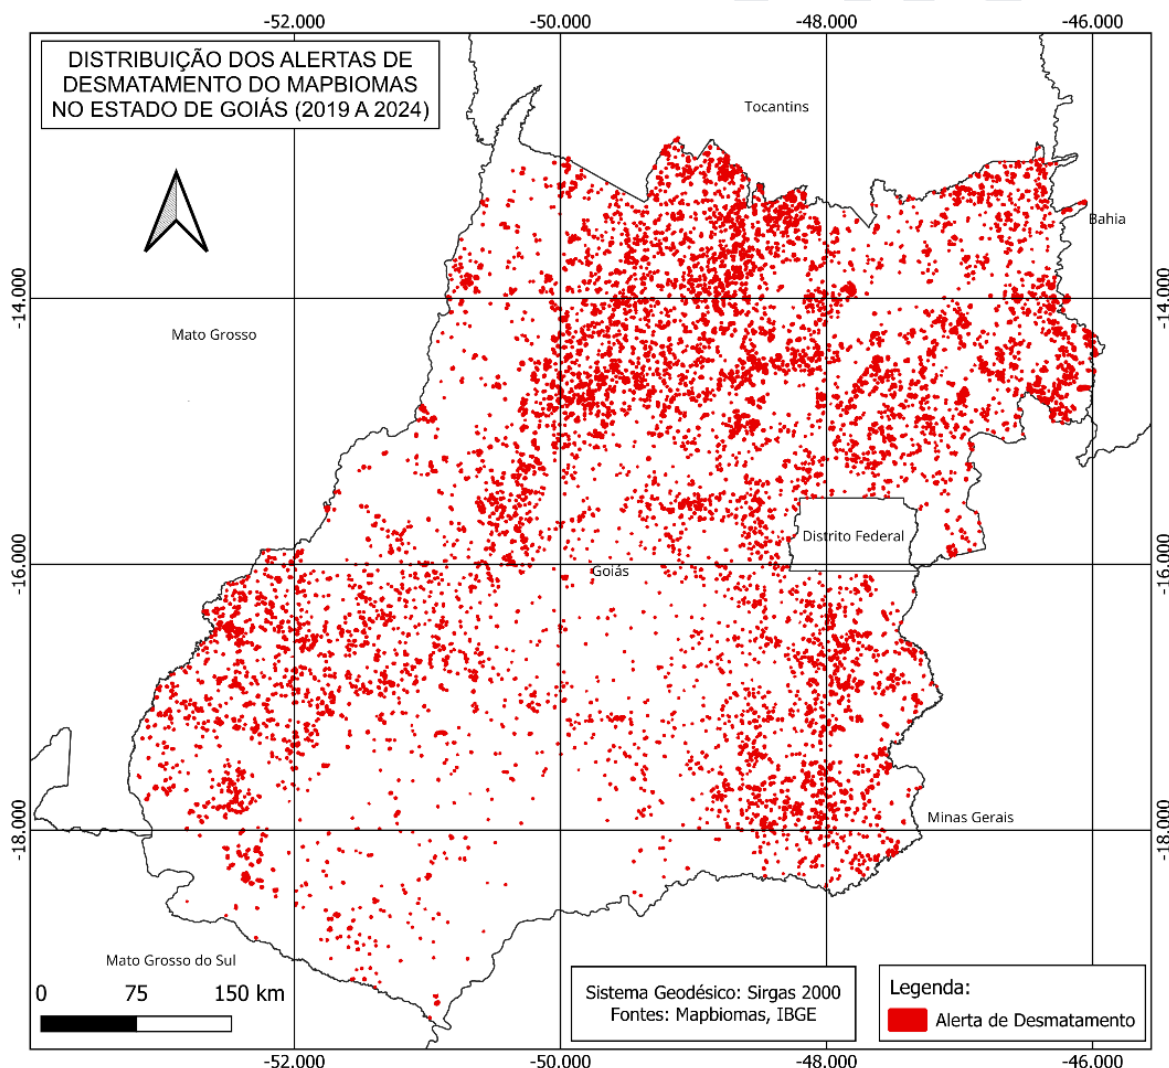 -52.000
-50.000
-48.000
-46.000
DISTRIBUIÇÃO DOS ALERTAS DE
DESMATAMENTO DO MAPBIOMAS
NO ESTADO DE GOIÁS (2019 A 2024)
Tocantins
Bahia
-14.000
-14.000
Mato Grosso
Distrito Federal
-16.000
Goiás
-16.000
-18.000
Minas Gerais
-18.000
Mato Grosso do Sul
0 75 150 km
Sistema Geodésico: Sirgas 2000
Fontes: Mapbiomas, IBGE
Legenda:
Alerta de Desmatamento
-52.000
-50.000
-48.000
-46.000